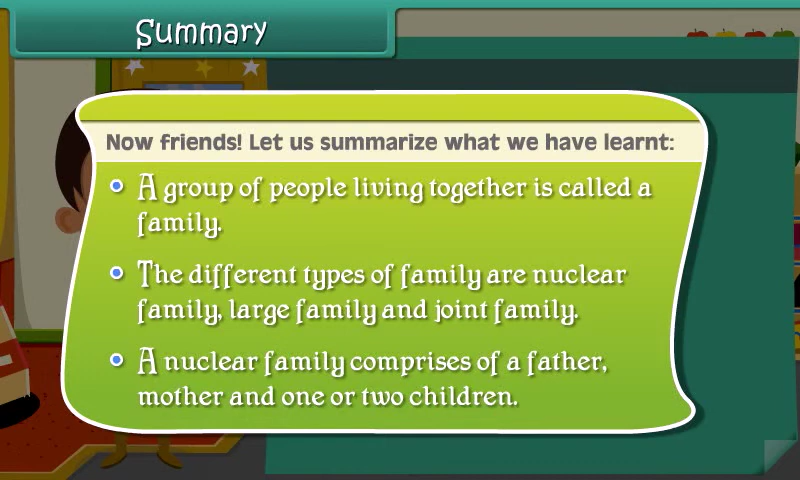 Summary
Now friends! Let us summarize what we have learnt:
A group of people living together is called a
family.
The different types of family are nuclear
family, large family and joint family.
A nuclear family comprises of a father,
mother and one or two children.